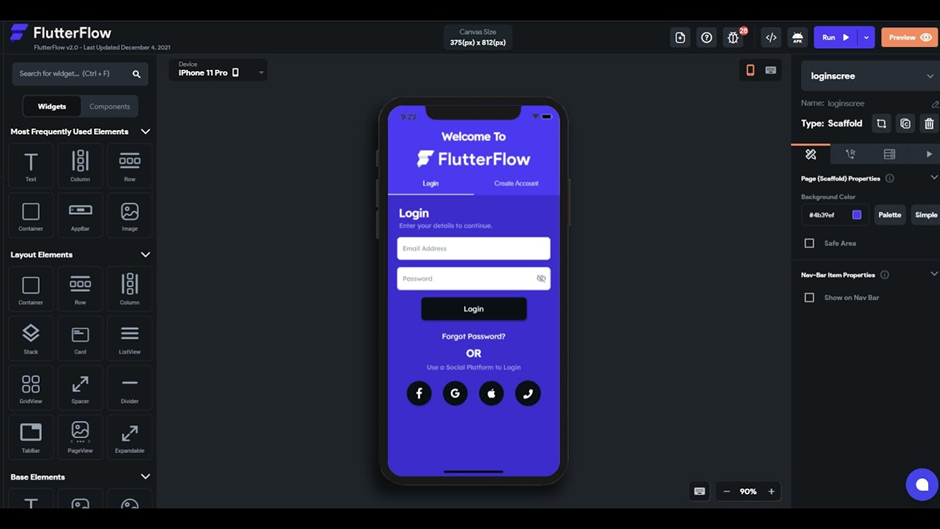 FlutterFlow
FlutterFlow v2.0 - Last Updated December 4, 2021
Canvas Size
375(px) x 812(px)
28
</>
APK
Run
Preview
Search for widget... (Ctrl + F)
Widgets
Components
Most Frequently Used Elements
Text
Column
Row
Container
AppBar
Image
Layout Elements
Container
Row
Column
Stack
Card
ListView
GridView
Spacer
Divider
TabBar
PageView
Expandable
Base Elements
Device
iPhone 11 Pro
9:23
Welcome To
FlutterFlow
Login
Create Account
Login
Enter your details to continue.
Email Address
Password
Login
Forgot Password?
OR
Use a Social Platform to Login
90%
loginscree
Name: loginscree
Type: Scaffold
Page (Scaffold) Properties
Background Color
#4b39ef
Palette
Simple
Safe Area
Nav-Bar Item Properties
Show on Nav Bar